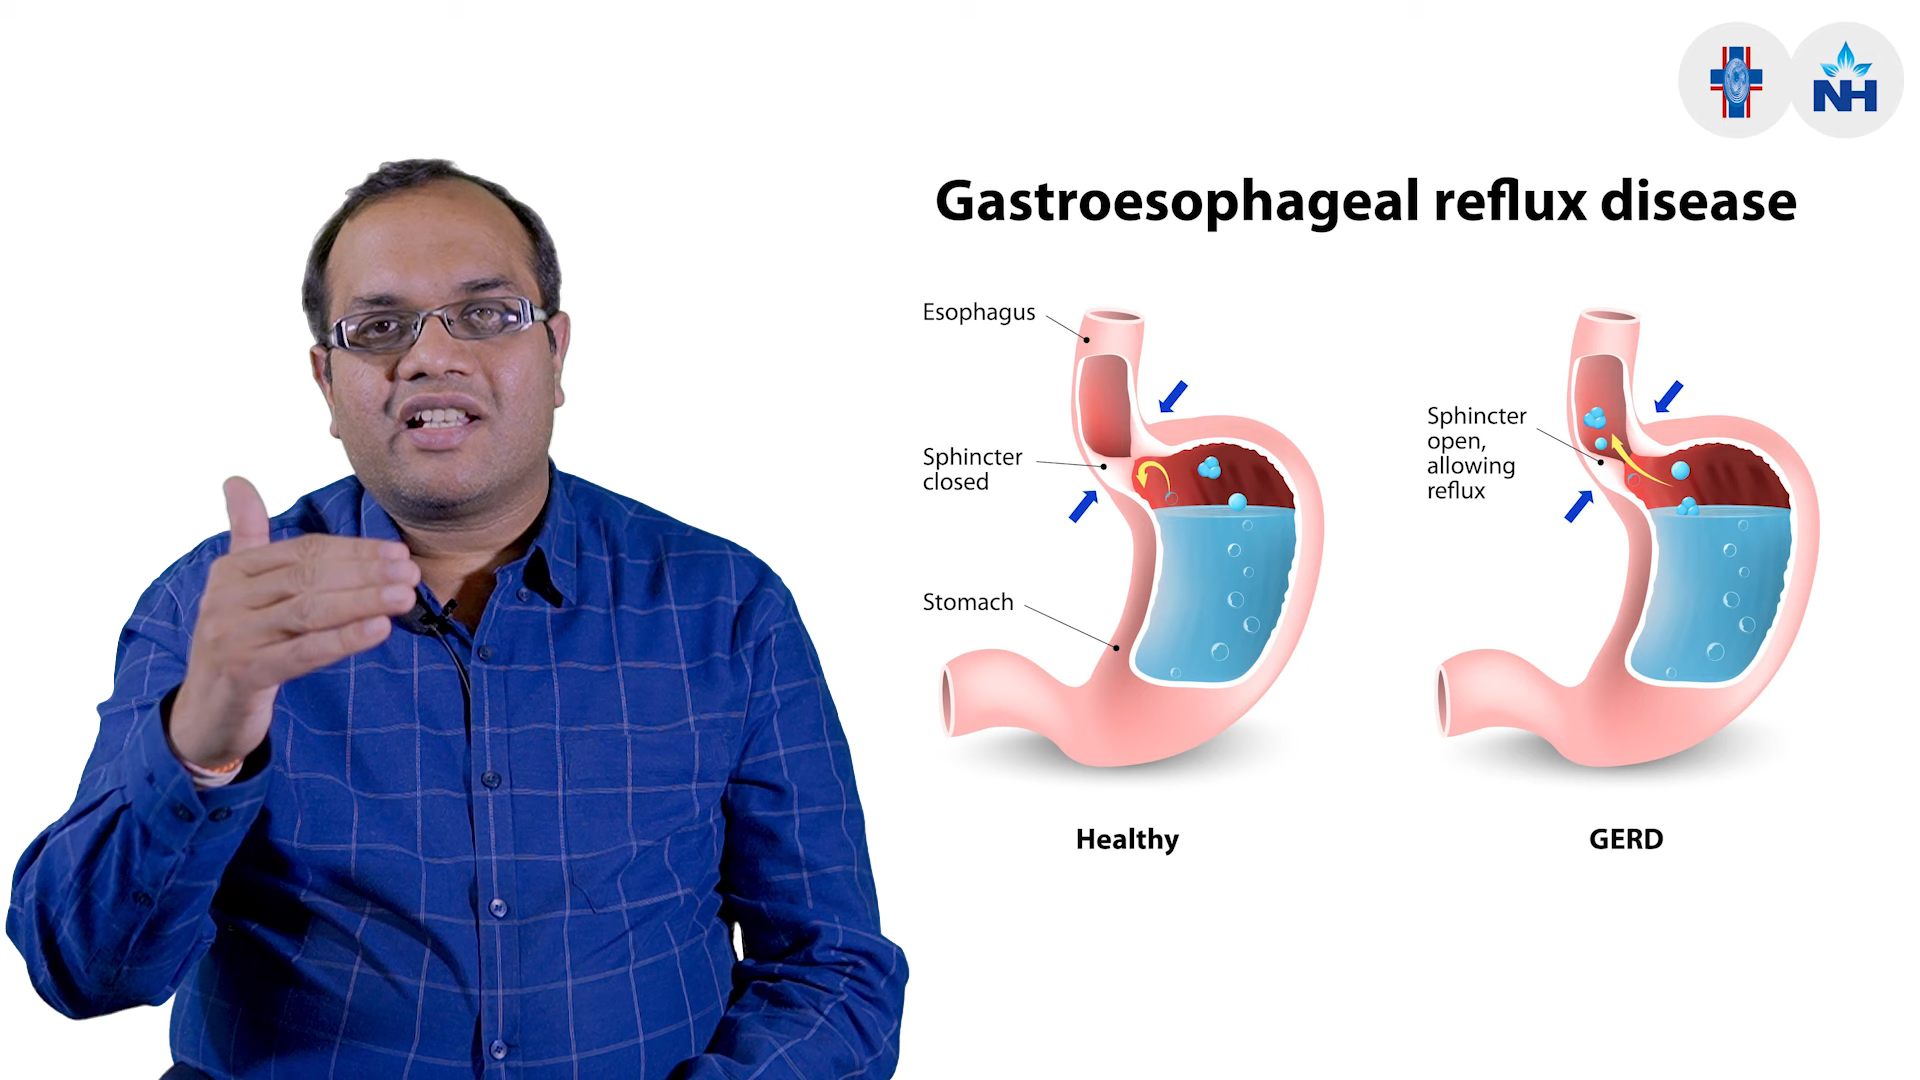 NH
Gastroesophageal reflux disease
Esophagus
Sphincter
closed
Stomach
Healthy
Sphincter
open,
allowing
reflux
GERD